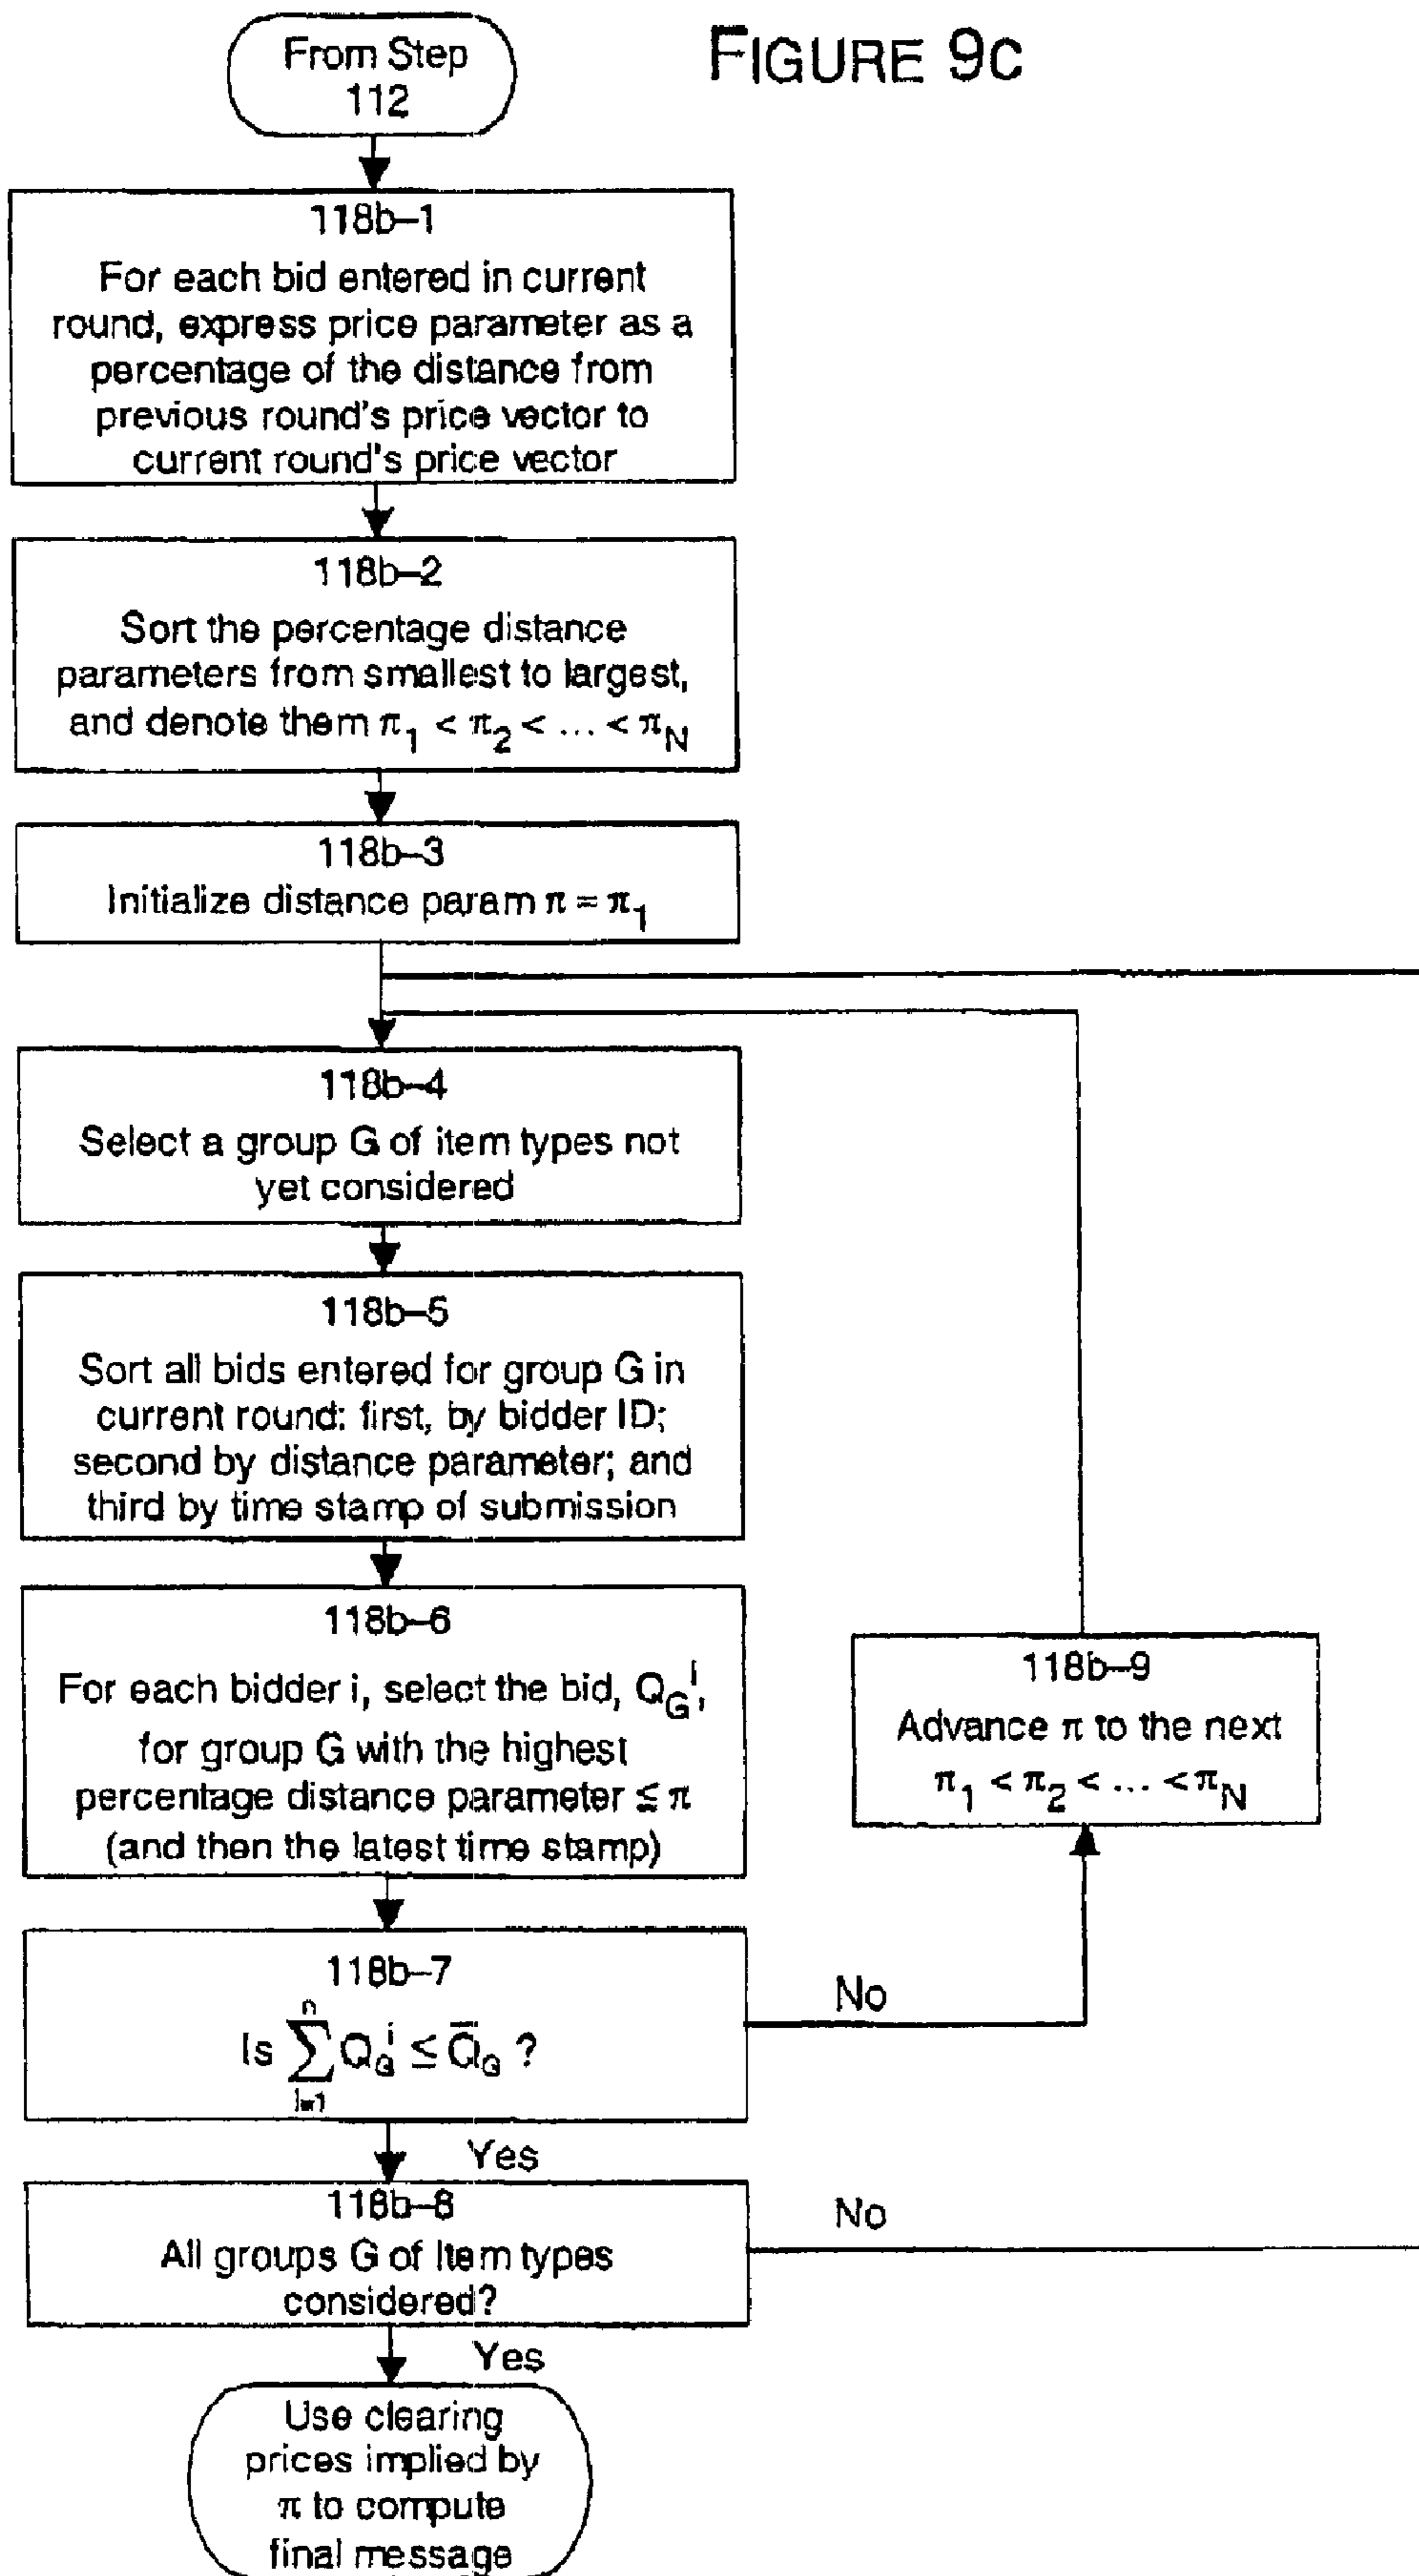 From Step
112
FIGURE 9c
118b–1
For each bid entered in current
round, express price parameter as a
percentage of the distance from
previous round's price vector to
current round's price vector
118b–2
Sort the percentage distance
parameters from smallest to largest,
and denote them π₁ < π₂ < ... < π_N
118b–3
Initialize distance param π = π₁
118b–4
Select a group G of item types not
yet considered
118b–5
Sort all bids entered for group G in
current round: first, by bidder ID;
second by distance parameter; and
third by time stamp of submission
118b–6
For each bidder i, select the bid, Q_G^i,
for group G with the highest
percentage distance parameter ≤ π
(and then the latest time stamp)
118b–9
Advance π to the next
π₁ < π₂ < ... < π_N
118b–7
Is ∑_{i=1}^{n} Q_G^i ≤ Q̄_G ?
No
Yes
118b–8
All groups G of item types
considered?
No
Yes
Use clearing
prices implied by
π to compute
final message